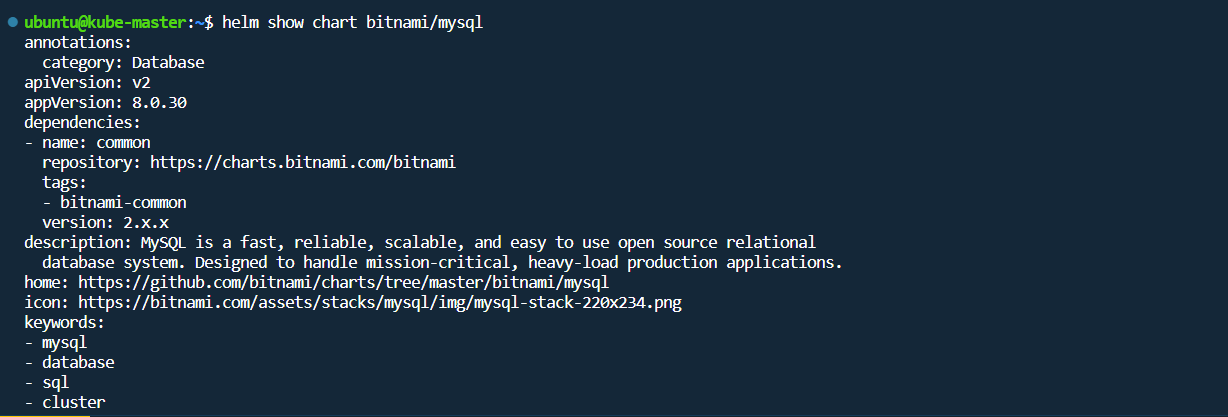 ubuntu@kube-master:~$ helm show chart bitnami/mysql
annotations:
  category: Database
apiVersion: v2
appVersion: 8.0.30
dependencies:
- name: common
  repository: https://charts.bitnami.com/bitnami
  tags:
  - bitnami-common
  version: 2.x.x
description: MySQL is a fast, reliable, scalable, and easy to use open source relational
  database system. Designed to handle mission-critical, heavy-load production applications.
home: https://github.com/bitnami/charts/tree/master/bitnami/mysql
icon: https://bitnami.com/assets/stacks/mysql/img/mysql-stack-220x234.png
keywords:
- mysql
- database
- sql
- cluster